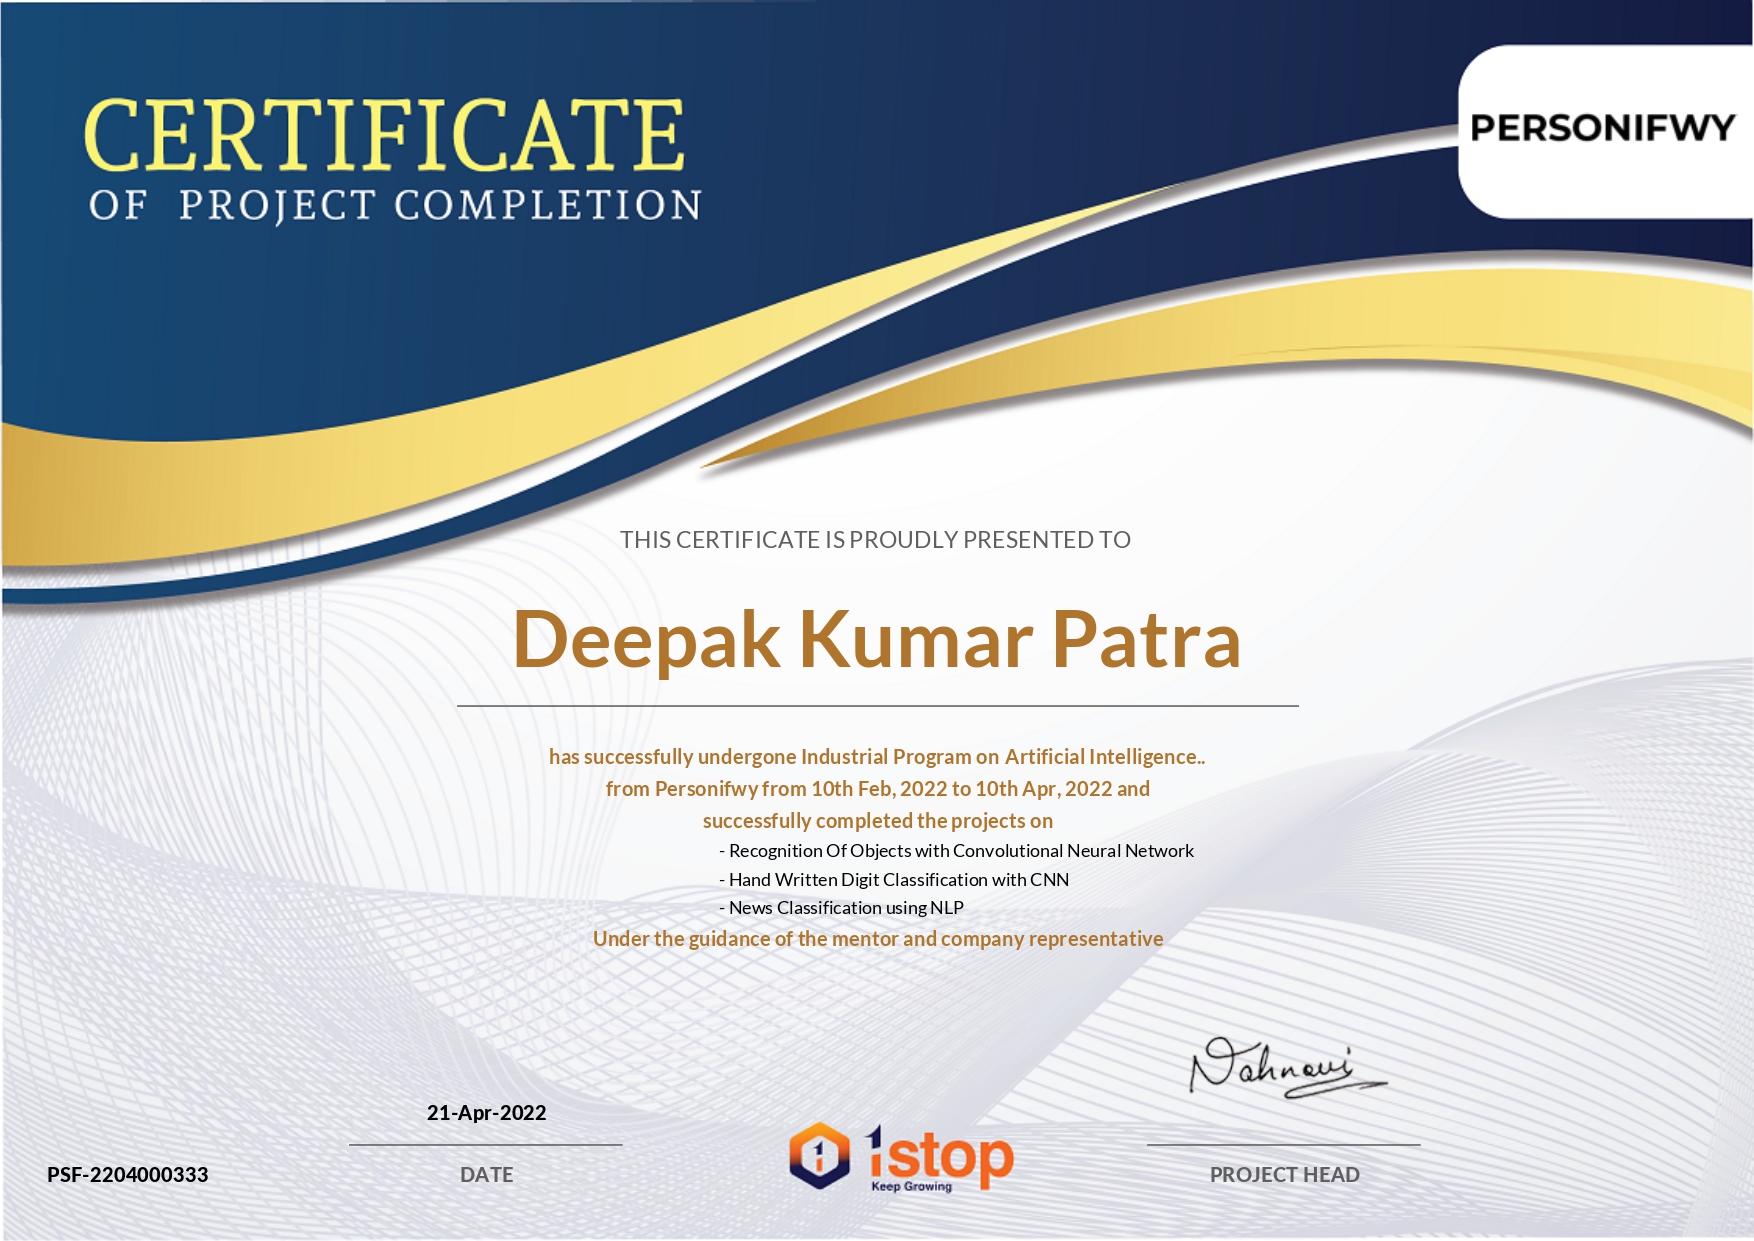 CERTIFICATE
OF PROJECT COMPLETION
PERSONIFWY
THIS CERTIFICATE IS PROUDLY PRESENTED TO
Deepak Kumar Patra
has successfully undergone Industrial Program on Artificial Intelligence..
from Personifwy from 10th Feb, 2022 to 10th Apr, 2022 and
successfully completed the projects on
- Recognition Of Objects with Convolutional Neural Network
- Hand Written Digit Classification with CNN
- News Classification using NLP
Under the guidance of the mentor and company representative
21-Apr-2022
PSF-2204000333
DATE
1stop
Keep Growing
PROJECT HEAD